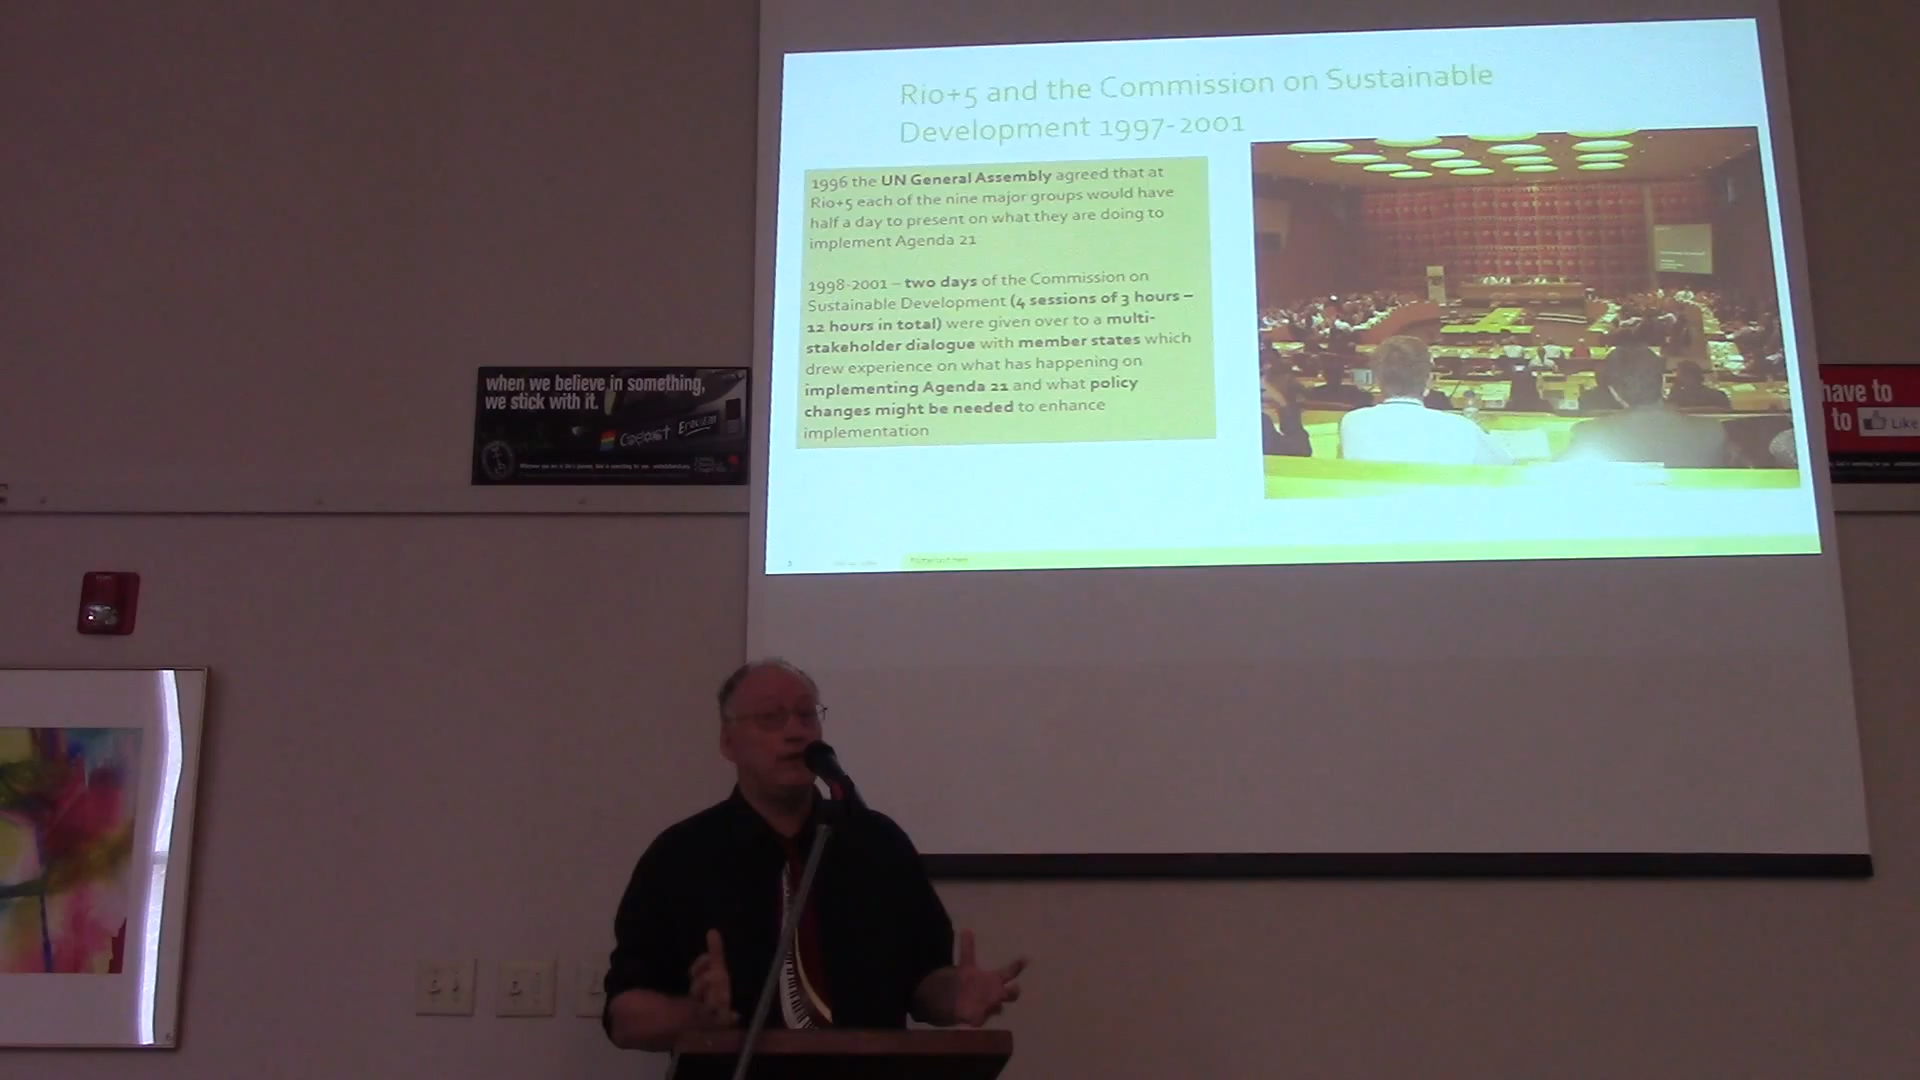 Rio+5 and the Commission on Sustainable
Development 1997-2001
1996 the UN General Assembly agreed that at
Rio+5 each of the nine major groups would have
half a day to present on what they are doing to
implement Agenda 21
1998-2001 – two days of the Commission on
Sustainable Development (4 sessions of 3 hours –
12 hours in total) were given over to a multi-
stakeholder dialogue with member states which
drew experience on what has happening on
implementing Agenda 21 and what policy
changes might be needed to enhance
implementation
when we believe in something,
we stick with it.
have to
to
Like